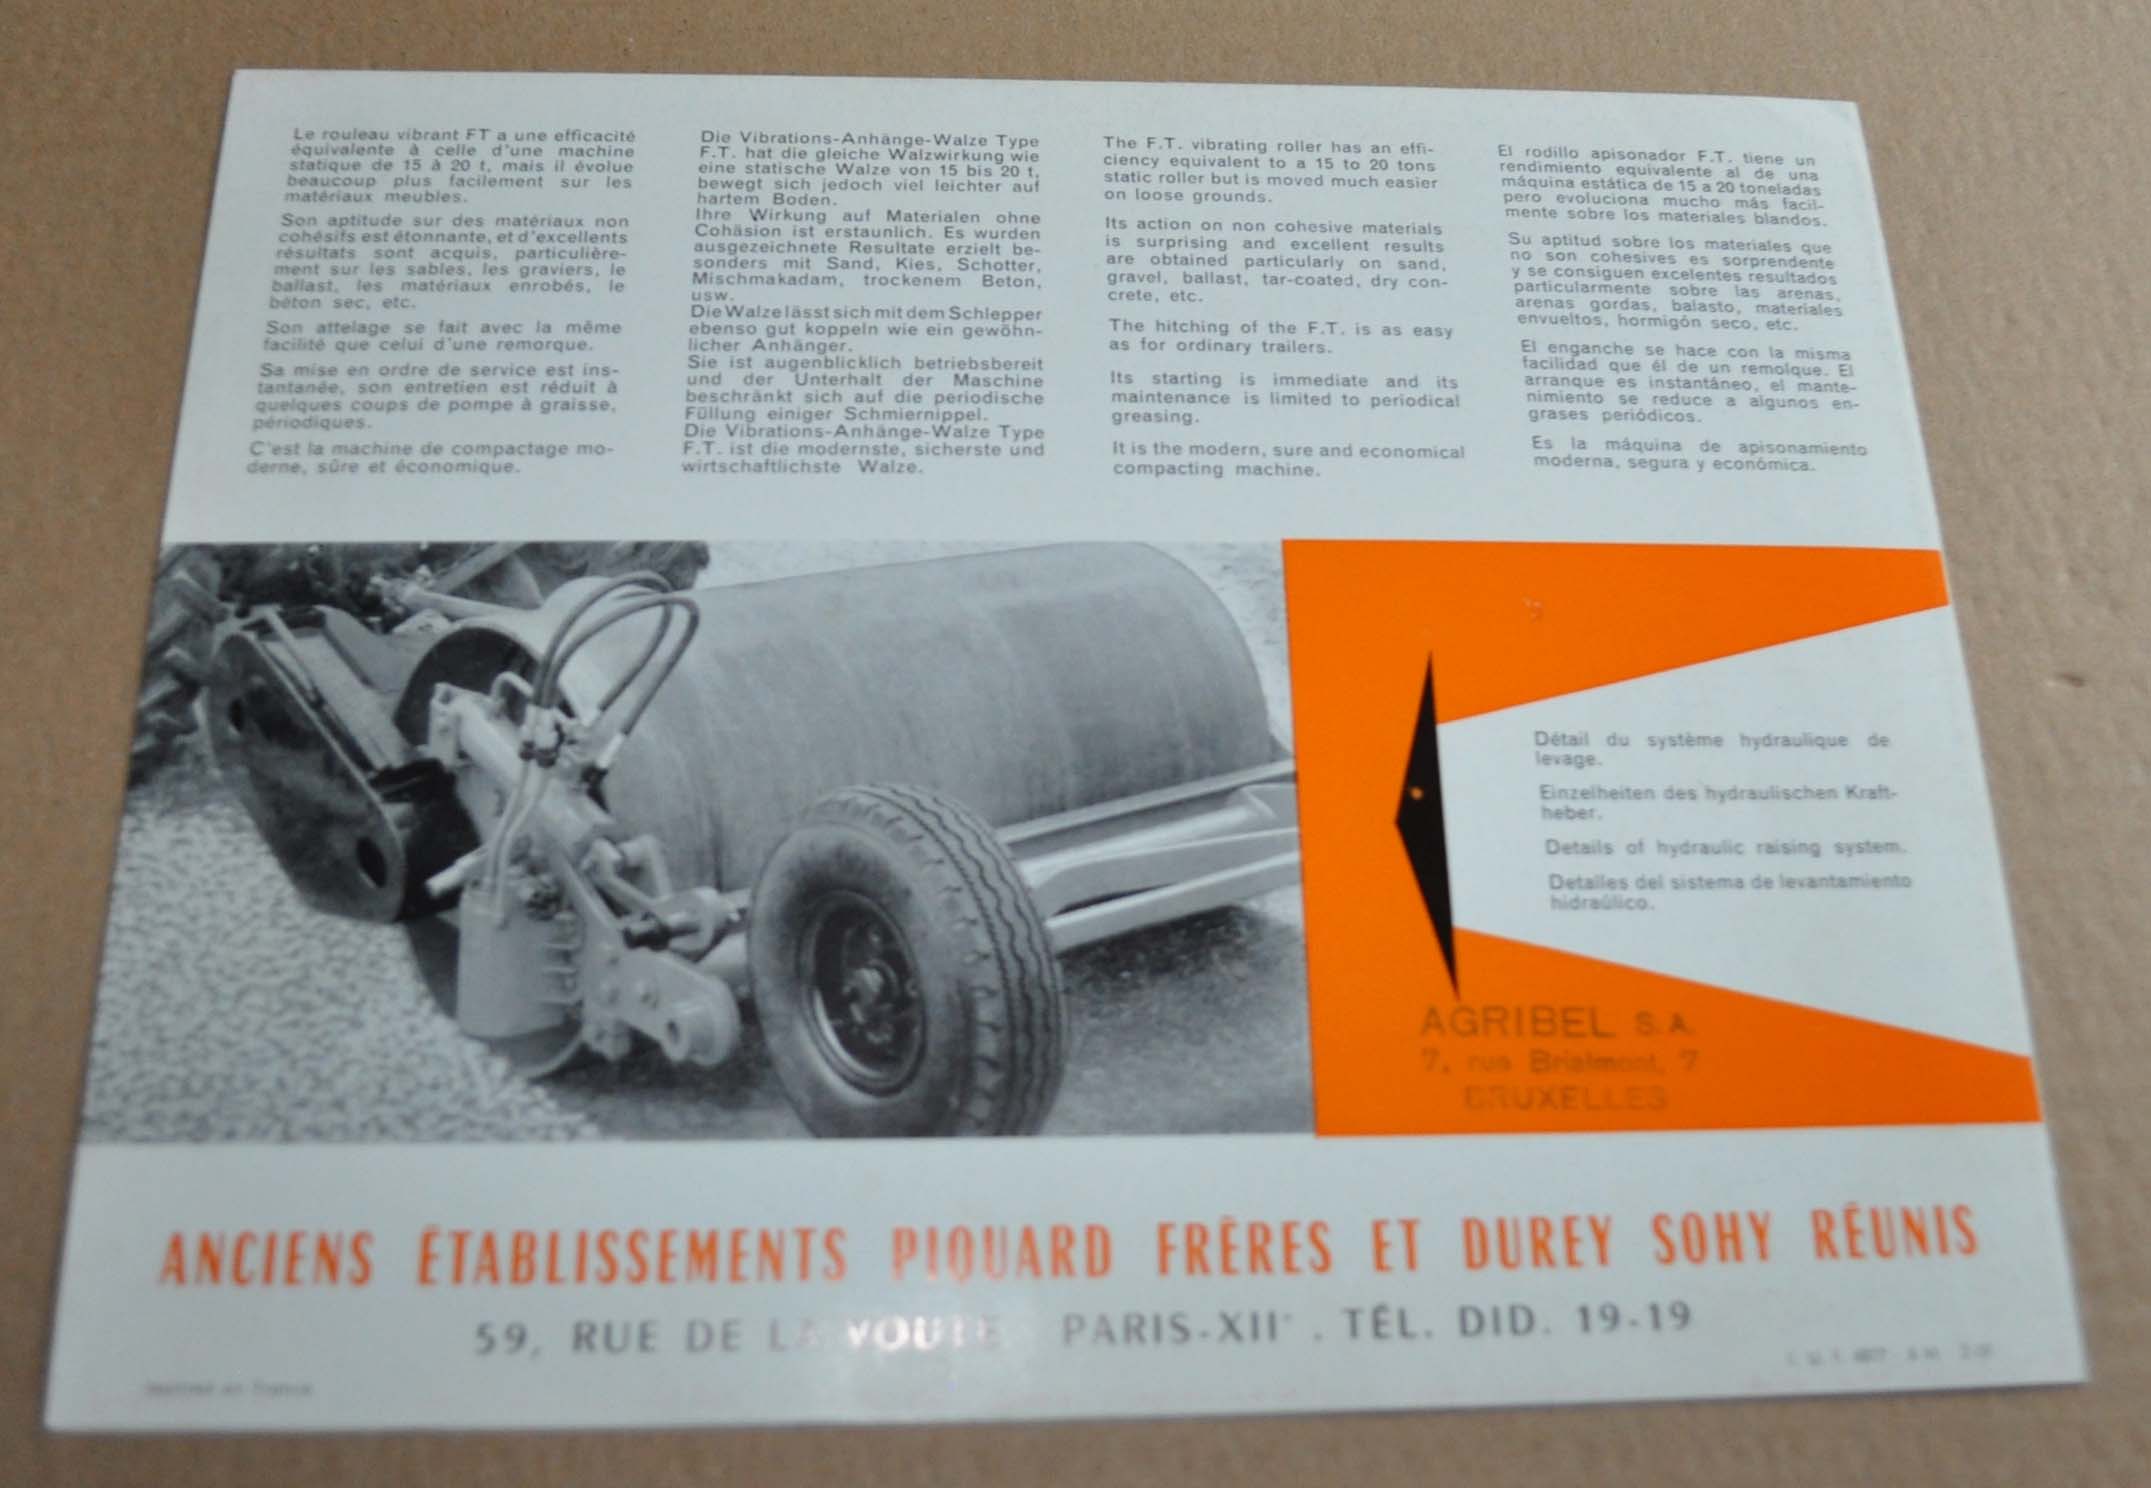 Le rouleau vibrant FT a une efficacité
équivalente à celle d'une machine
statique de 15 à 20 t, mais il évolue
beaucoup plus facilement sur les
matériaux meubles.
Son aptitude sur des matériaux non
cohésifs est étonnante, et d'excellents
résultats sont acquis, particulière-
ment sur les sables, les graviers, le
ballast, les matériaux enrobés, le
béton sec, etc.
Son attelage se fait avec la même
facilité que celui d'une remorque.
Sa mise en ordre de service est ins-
tantanée, son entretien est réduit à
quelques coups de pompe à graisse,
périodiques.
C'est la machine de compactage mo-
derne, sûre et économique.
Die Vibrations-Anhänge-Walze Type
F.T. hat die gleiche Walzwirkung wie
eine statische Walze von 15 bis 20 t,
bewegt sich jedoch viel leichter auf
hartem Boden.
Ihre Wirkung auf Materialen ohne
Cohäsion ist erstaunlich. Es wurden
ausgezeichnete Resultate erzielt be-
sonders mit Sand, Kies, Schotter,
Mischmakadam, trockenem Beton,
usw.
Die Walze lässt sich mit dem Schlepper
ebenso gut koppeln wie ein gewöhn-
licher Anhänger.
Sie ist augenblicklich betriebsbereit
und der Unterhalt der Maschine
beschränkt sich auf die periodische
Füllung einiger Schmiernippel.
Die Vibrations-Anhänge-Walze Type
F.T. ist die modernste, sicherste und
wirtschaftlichste Walze.
The F.T. vibrating roller has an effi-
ciency equivalent to a 15 to 20 tons
static roller but is moved much easier
on loose grounds.
Its action on non cohesive materials
is surprising and excellent results
are obtained particularly on sand,
gravel, ballast, tar-coated, dry con-
crete, etc.
The hitching of the F.T. is as easy
as for ordinary trailers.
Its starting is immediate and its
maintenance is limited to periodical
greasing.
It is the modern, sure and economical
compacting machine.
El rodillo apisonador F.T. tiene un
rendimiento equivalente al de una
máquina estática de 15 a 20 toneladas
pero evoluciona mucho más facil-
mente sobre los materiales blandos.
Su aptitud sobre los materiales que
no son cohesives es sorprendente
y se consiguen excelentes resultados
particularmente sobre las arenas,
arenas gordas, balasto, materiales
envueltos, hormigón seco, etc.
El enganche se hace con la misma
facilidad que él de un remolque. El
arranque es instantáneo, el mante-
nimiento se reduce a algunos en-
grases periódicos.
Es la máquina de apisonamiento
moderna, segura y económica.
Détail du système hydraulique de
levage.
Einzelheiten des hydraulischen Kraft-
heber.
Details of hydraulic raising system.
Detalles del sistema de levantamiento
hidraúlico.
AGRIBEL S.A.
7, rue Brialmont, 7
BRUXELLES
ANCIENS ÉTABLISSEMENTS PIQUARD FRÈRES ET DUREY SOHY RÉUNIS
59, RUE DE LA VOUTE PARIS-XIIe. TÉL. DID. 19-19
en France